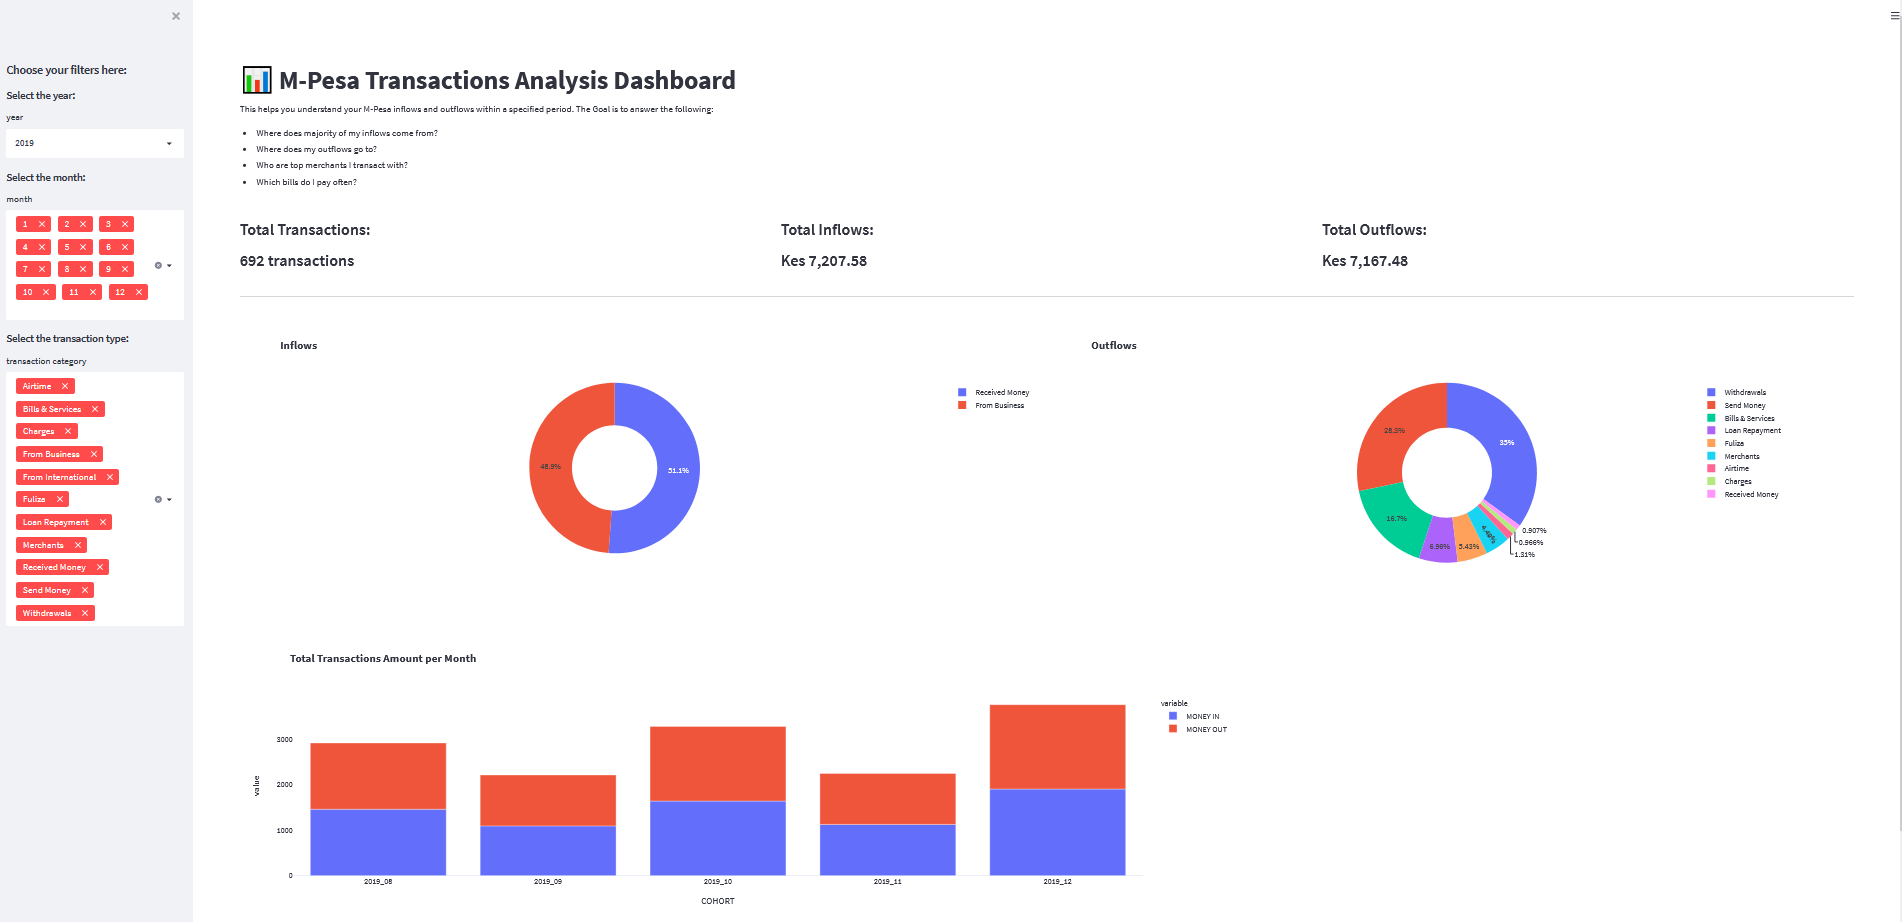 Choose your filters here:
Select the year:
year
2019
Select the month:
month
1 2 3
4 5 6
7 8 9
10 11 12
Select the transaction type:
transaction category
Airtime
Bills & Services
Charges
From Business
From International
Fuliza
Loan Repayment
Merchants
Received Money
Send Money
Withdrawals
M-Pesa Transactions Analysis Dashboard
This helps you understand your M-Pesa inflows and outflows within a specified period. The Goal is to answer the following:
• Where does majority of my inflows come from?
• Where does my outflows go to?
• Who are top merchants I transact with?
• Which bills do I pay often?
Total Transactions:
692 transactions
Total Inflows:
Kes 7,207.58
Total Outflows:
Kes 7,167.48
Inflows
48.9%
51.1%
Received Money
From Business
Outflows
35%
28.3%
16.7%
6.98%
5.43%
4.49%
1.31%
0.966%
0.907%
Withdrawals
Send Money
Bills & Services
Loan Repayment
Fuliza
Merchants
Airtime
Charges
Received Money
Total Transactions Amount per Month
value
3000
2000
1000
0
2019_08
2019_09
2019_10
2019_11
2019_12
COHORT
variable
MONEY IN
MONEY OUT